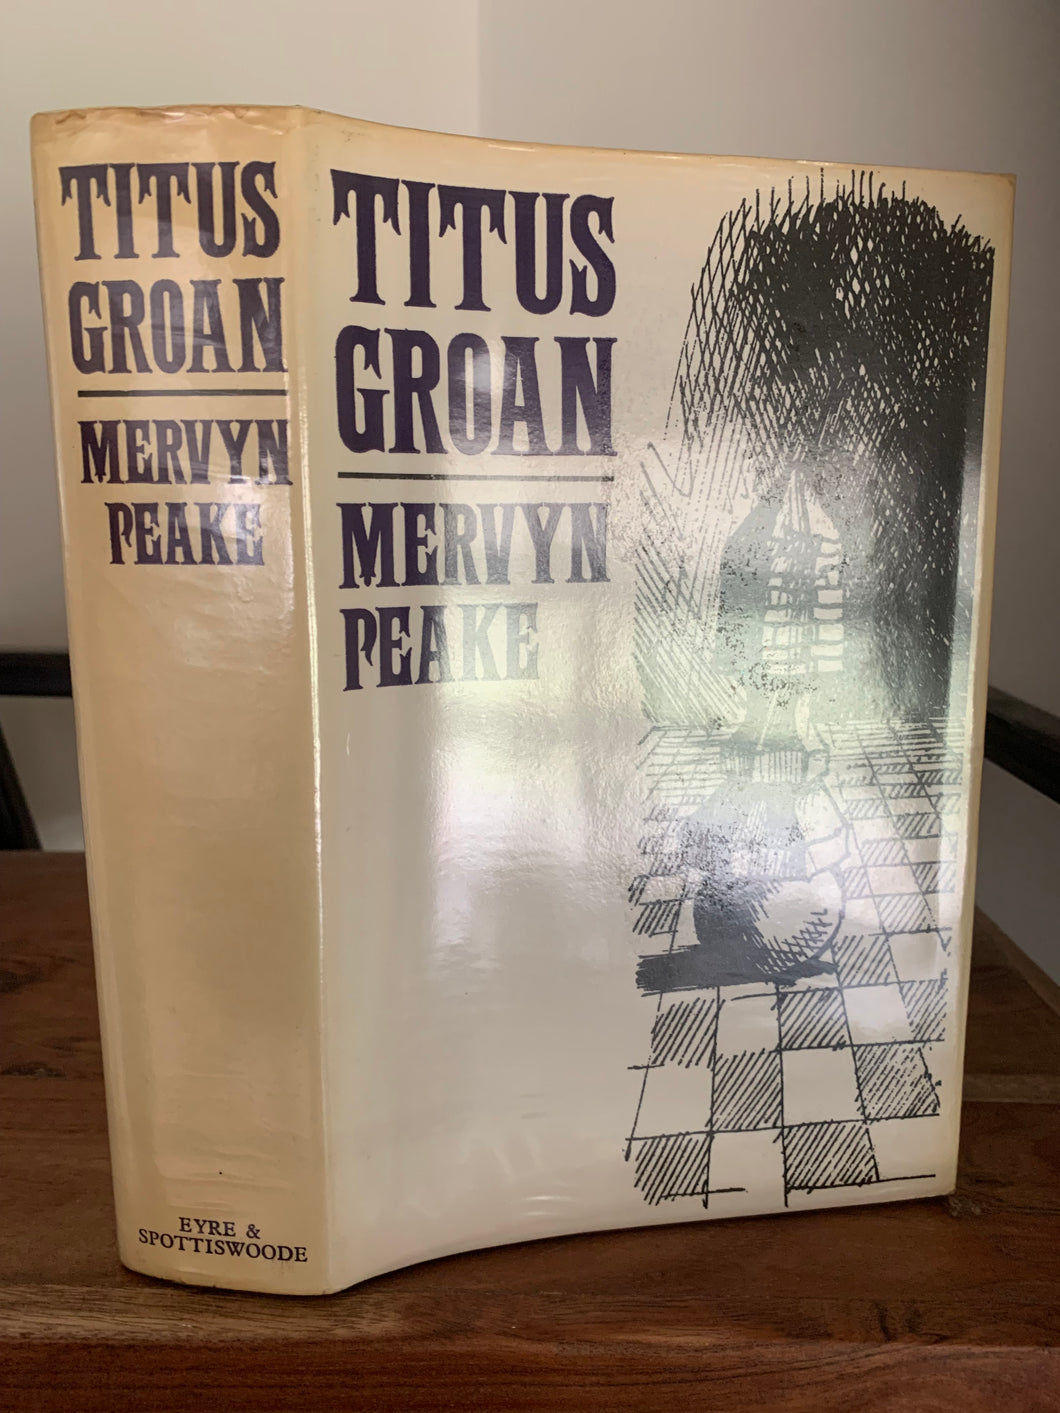 TITUS
GROAN
MERVYN
PEAKE
EYRE &
SPOTTISWOODE
TITUS
GROAN
MERVYN
PEAKE